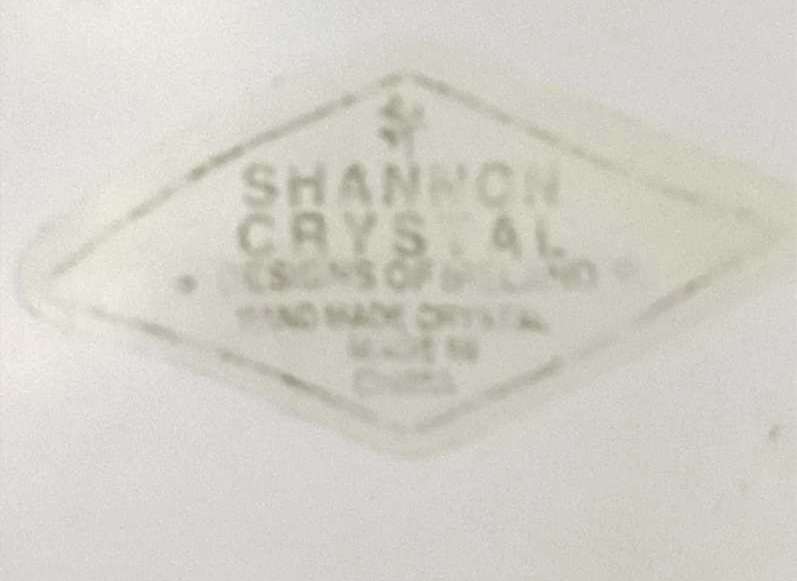 SHANNON
CRYSTAL
DESIGNS OF IRELAND
HAND MADE CRYSTAL
MADE IN
CHINA